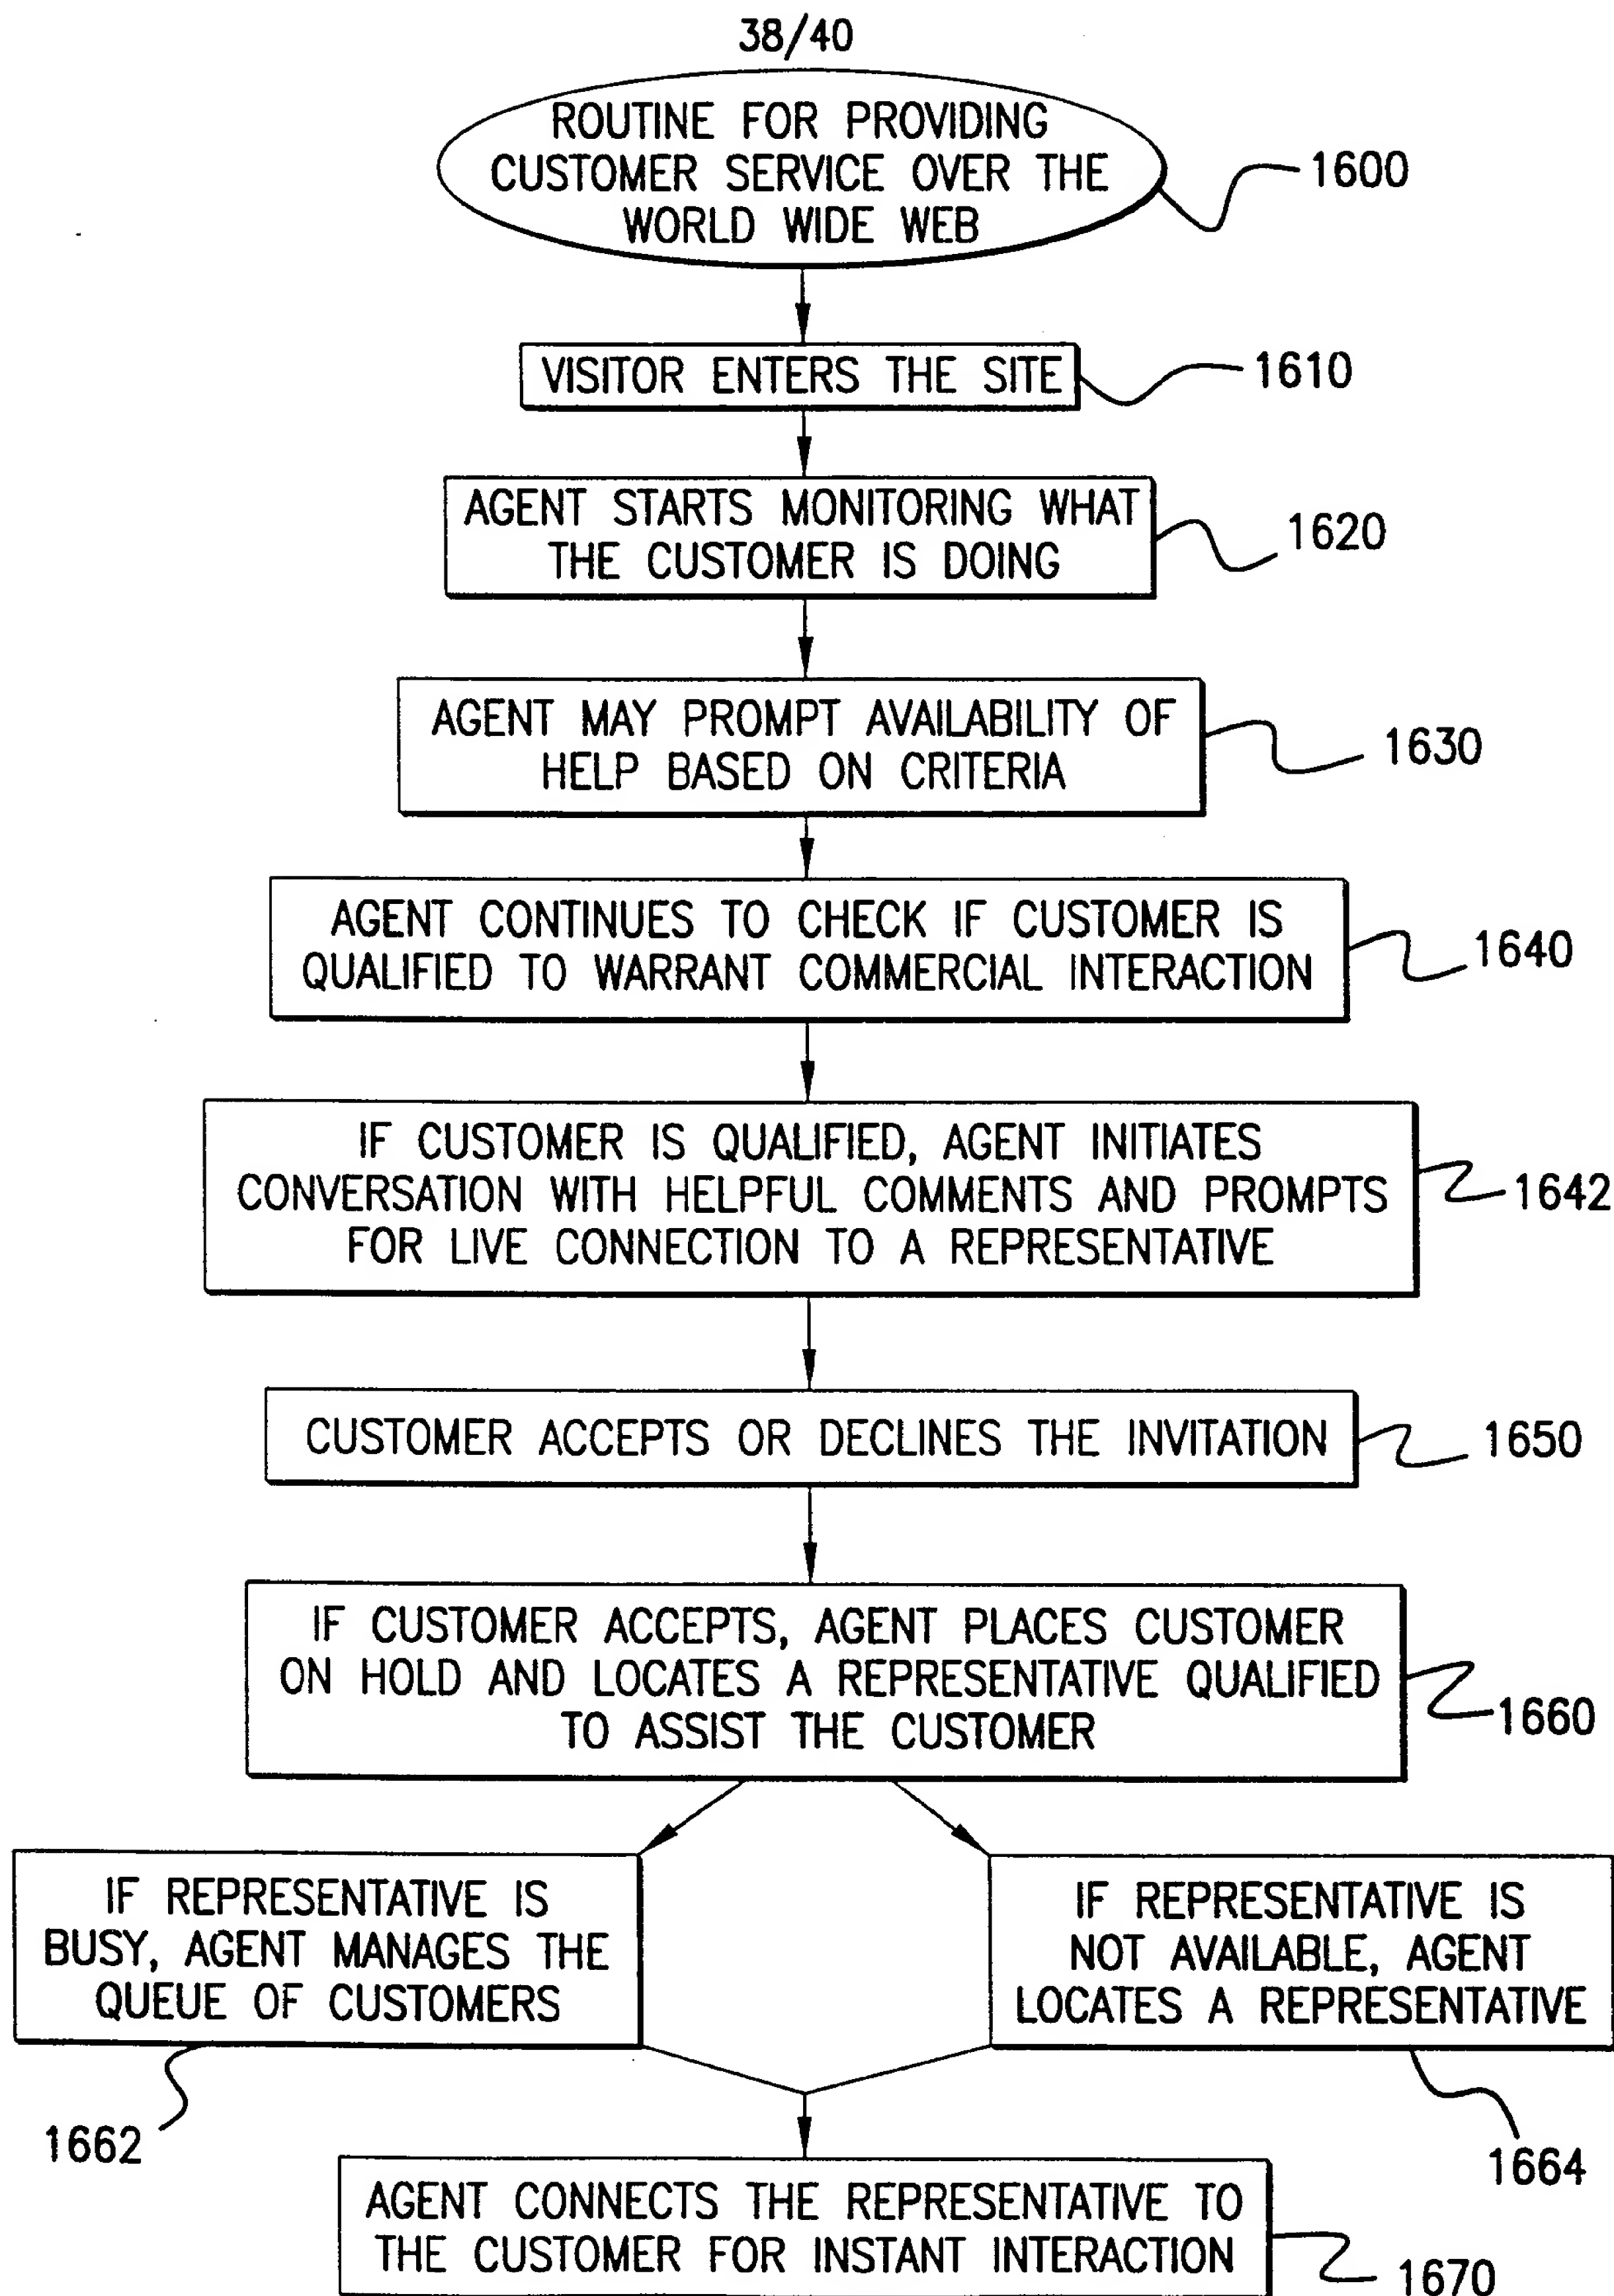 38/40
ROUTINE FOR PROVIDING
CUSTOMER SERVICE OVER THE
WORLD WIDE WEB
1600
VISITOR ENTERS THE SITE
1610
AGENT STARTS MONITORING WHAT
THE CUSTOMER IS DOING
1620
AGENT MAY PROMPT AVAILABILITY OF
HELP BASED ON CRITERIA
1630
AGENT CONTINUES TO CHECK IF CUSTOMER IS
QUALIFIED TO WARRANT COMMERCIAL INTERACTION
1640
IF CUSTOMER IS QUALIFIED, AGENT INITIATES
CONVERSATION WITH HELPFUL COMMENTS AND PROMPTS
FOR LIVE CONNECTION TO A REPRESENTATIVE
1642
CUSTOMER ACCEPTS OR DECLINES THE INVITATION
1650
IF CUSTOMER ACCEPTS, AGENT PLACES CUSTOMER
ON HOLD AND LOCATES A REPRESENTATIVE QUALIFIED
TO ASSIST THE CUSTOMER
1660
IF REPRESENTATIVE IS
BUSY, AGENT MANAGES THE
QUEUE OF CUSTOMERS
1662
IF REPRESENTATIVE IS
NOT AVAILABLE, AGENT
LOCATES A REPRESENTATIVE
1664
AGENT CONNECTS THE REPRESENTATIVE TO
THE CUSTOMER FOR INSTANT INTERACTION
1670